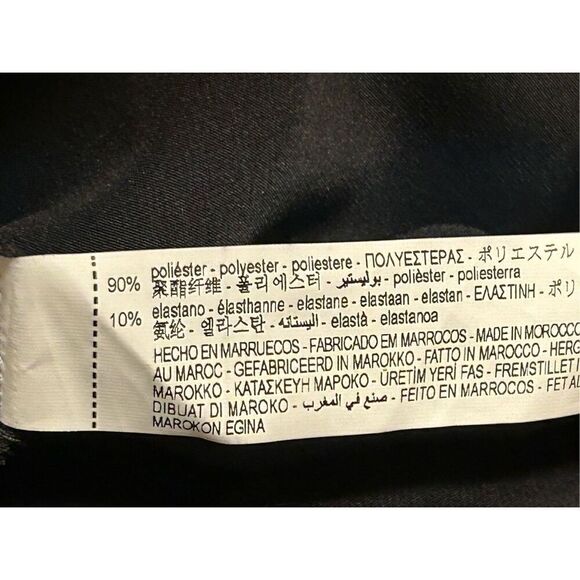 90% poliéster - polyester - poliestere - ΠΟΛΥΕΣΤΕΡΑΣ - ポリエステル
聚酯纤维 - 폴리에스터 - بوليستير - polièster - poliesterra
10% elastano - élasthanne - elastane - elastaan - elastan - ΕΛΑΣΤΙΝΗ - ポリ
氨纶 - 엘라스탄 - اليستانه - elastà - elastanoa
HECHO EN MARRUECOS - FABRICADO EM MARROCOS - MADE IN MOROCCO
AU MAROC - GEFABRICEERD IN MAROKKO - FATTO IN MAROCCO - HERG
MAROKKO - ΚΑΤΑΣΚΕΥΗ ΜΑΡΟΚΟ - ÜRETİM YERİ FAS - FREMSTILLET I
DIBUAT DI MAROKO - صنع في المغرب - FEITO EN MARROCOS - FET AL
MAROKON EGINA